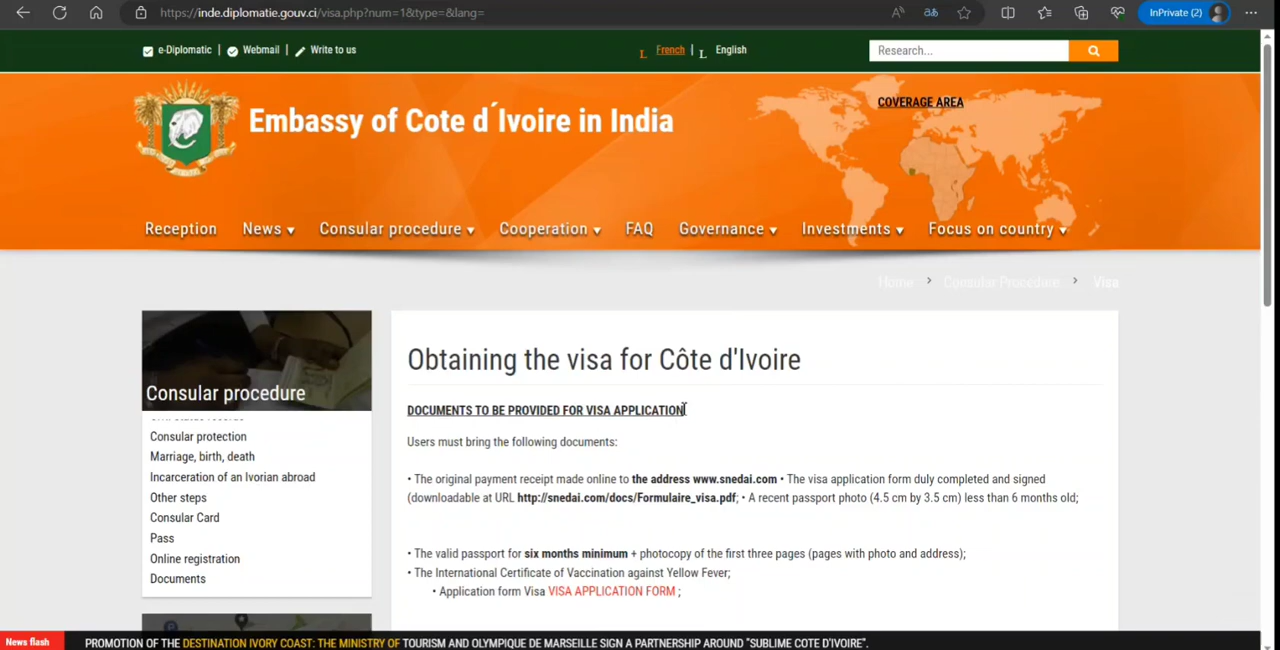 https://inde.diplomatie.gouv.ci/visa.php?num=1&type=&lang=
InPrivate (2)
e-Diplomatic | Webmail | Write to us
L French | L English
Research...
Embassy of Cote d´Ivoire in India
COVERAGE AREA
Reception News Consular procedure Cooperation FAQ Governance Investments Focus on country
Home > Consular Procedure > Visa
Consular procedure
Consular protection
Marriage, birth, death
Incarceration of an Ivorian abroad
Other steps
Consular Card
Pass
Online registration
Documents
Obtaining the visa for Côte d'Ivoire
DOCUMENTS TO BE PROVIDED FOR VISA APPLICATION
Users must bring the following documents:
• The original payment receipt made online to the address www.snedai.com • The visa application form duly completed and signed
(downloadable at URL http://snedai.com/docs/Formulaire_visa.pdf; • A recent passport photo (4.5 cm by 3.5 cm) less than 6 months old;
• The valid passport for six months minimum + photocopy of the first three pages (pages with photo and address);
• The International Certificate of Vaccination against Yellow Fever;
• Application form Visa VISA APPLICATION FORM ;
News flash
PROMOTION OF THE DESTINATION IVORY COAST: THE MINISTRY OF TOURISM AND OLYMPIQUE DE MARSEILLE SIGN A PARTNERSHIP AROUND "SUBLIME COTE D'IVOIRE".